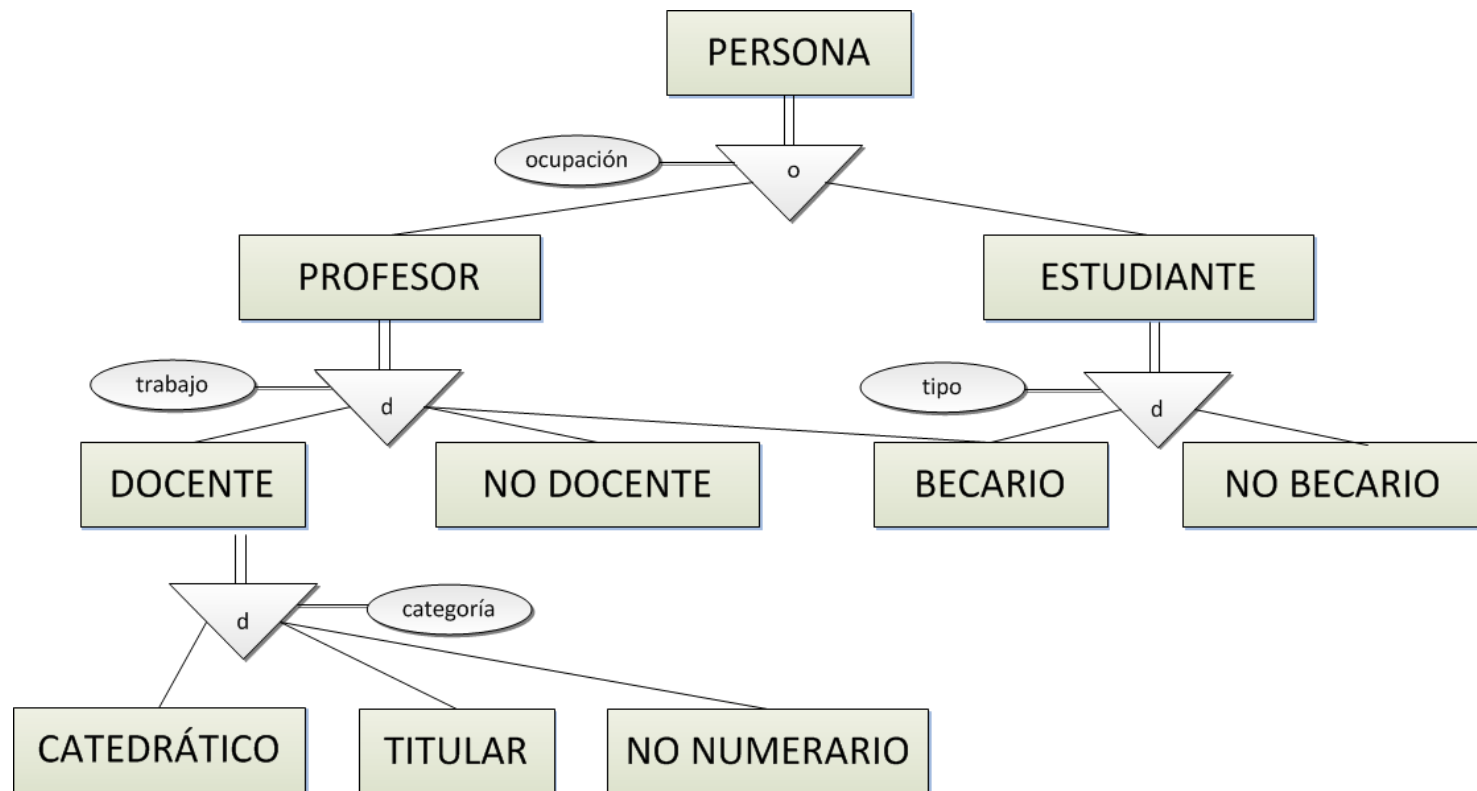 PERSONA
ocupación
o
PROFESOR
ESTUDIANTE
trabajo
d
tipo
d
DOCENTE
NO DOCENTE
BECARIO
NO BECARIO
d
categoría
CATEDRÁTICO
TITULAR
NO NUMERARIO